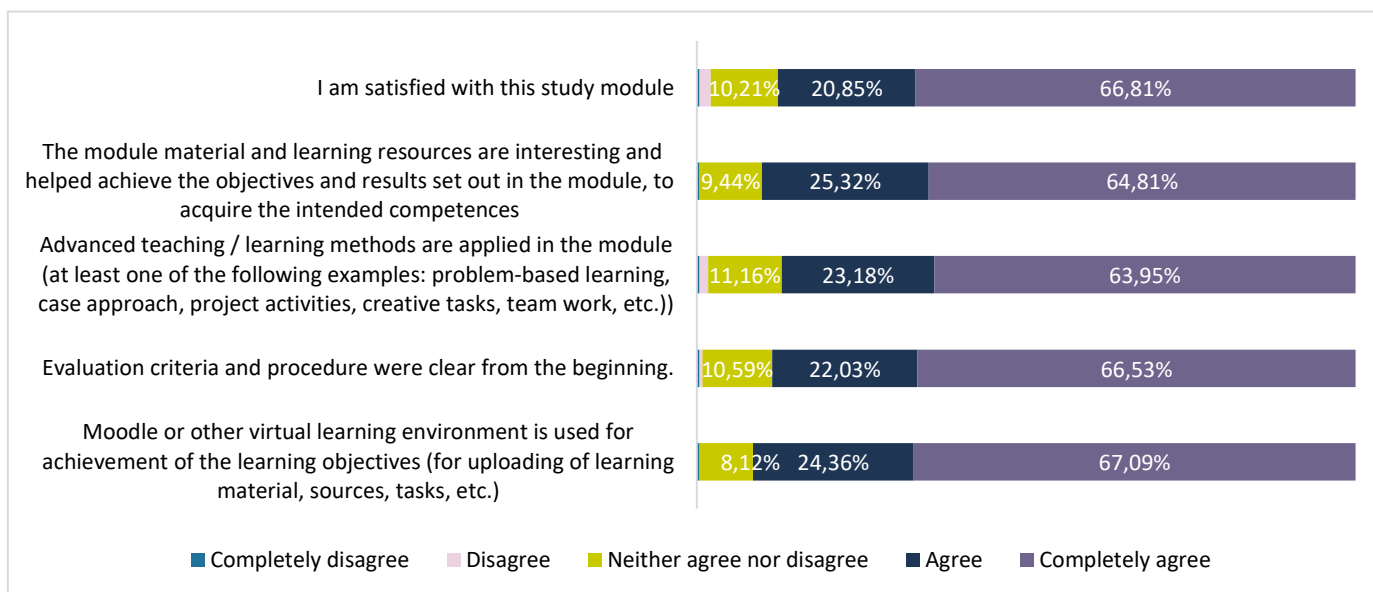 I am satisfied with this study module
10,21% 20,85% 66,81%
The module material and learning resources are interesting and
helped achieve the objectives and results set out in the module, to
acquire the intended competences
9,44% 25,32% 64,81%
Advanced teaching / learning methods are applied in the module
(at least one of the following examples: problem-based learning,
case approach, project activities, creative tasks, team work, etc.))
11,16% 23,18% 63,95%
Evaluation criteria and procedure were clear from the beginning.
10,59% 22,03% 66,53%
Moodle or other virtual learning environment is used for
achievement of the learning objectives (for uploading of learning
material, sources, tasks, etc.)
8,12% 24,36% 67,09%
Completely disagree Disagree Neither agree nor disagree Agree Completely agree